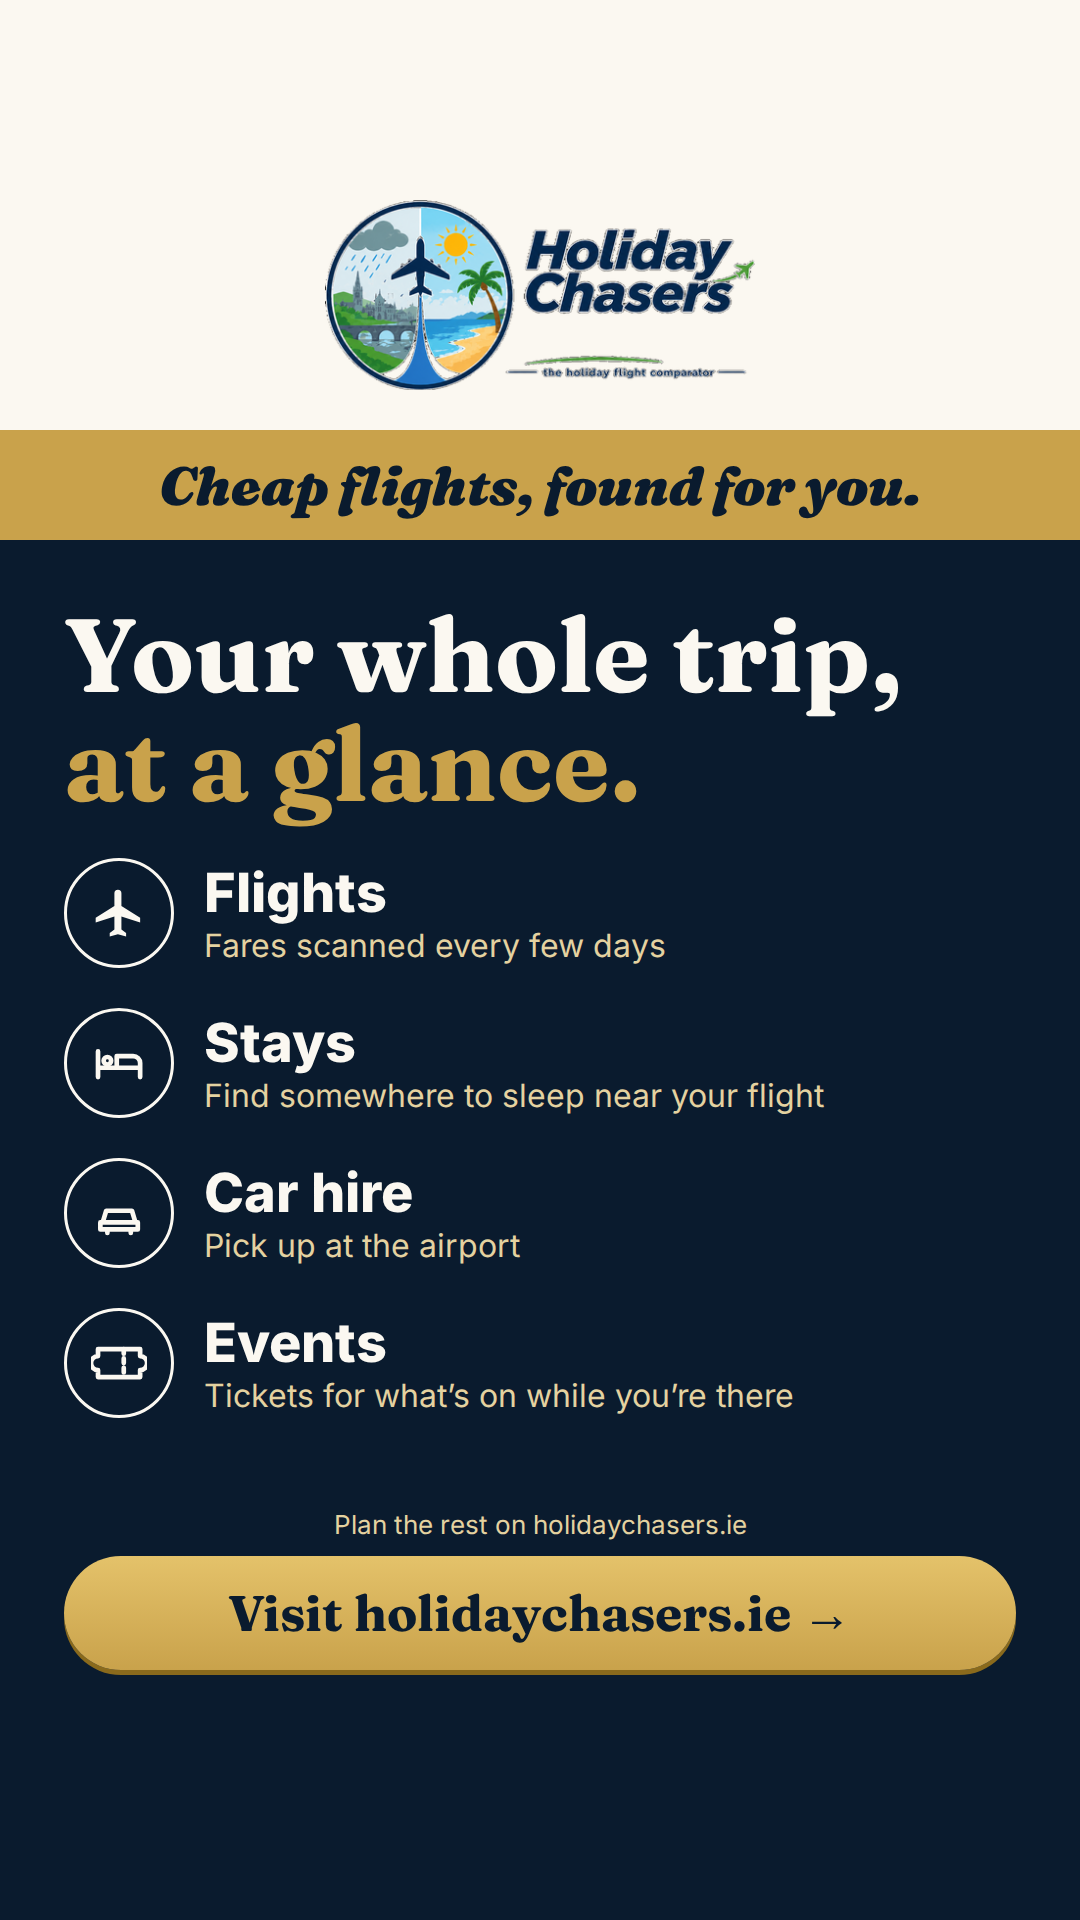 Holiday
Chasers
the holiday flight comparator
Cheap flights, found for you.
Your whole trip,
at a glance.
Flights
Fares scanned every few days
Stays
Find somewhere to sleep near your flight
Car hire
Pick up at the airport
Events
Tickets for what’s on while you’re there
Plan the rest on holidaychasers.ie
Visit holidaychasers.ie →